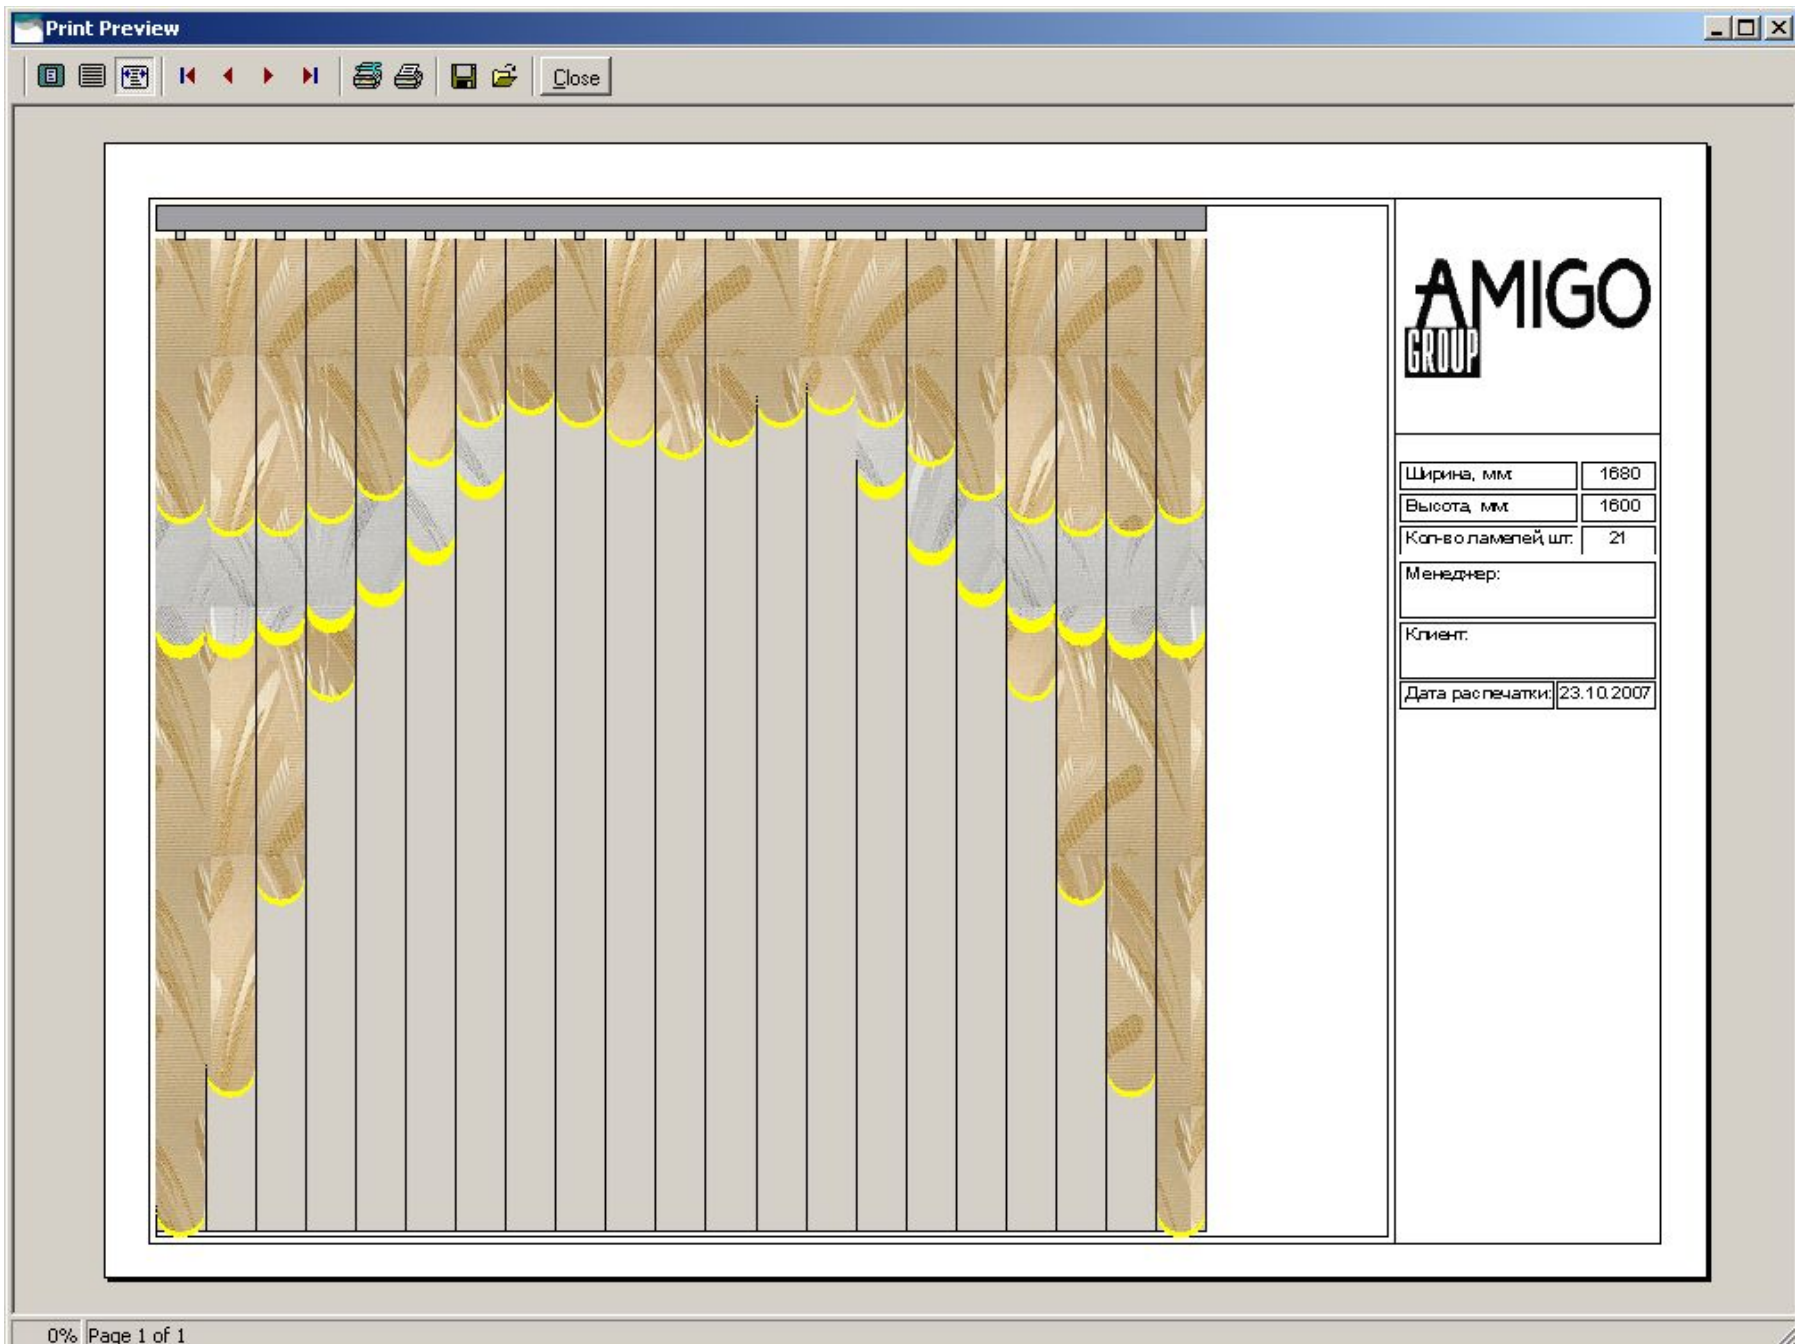 Print Preview
Close
AMIGO
GROUP
Ширина, мм: 1680
Высота, мм: 1600
Кол-во ламелей, шт: 21
Менеджер:
Клиент:
Дата распечатки: 23.10.2007
0% Page 1 of 1